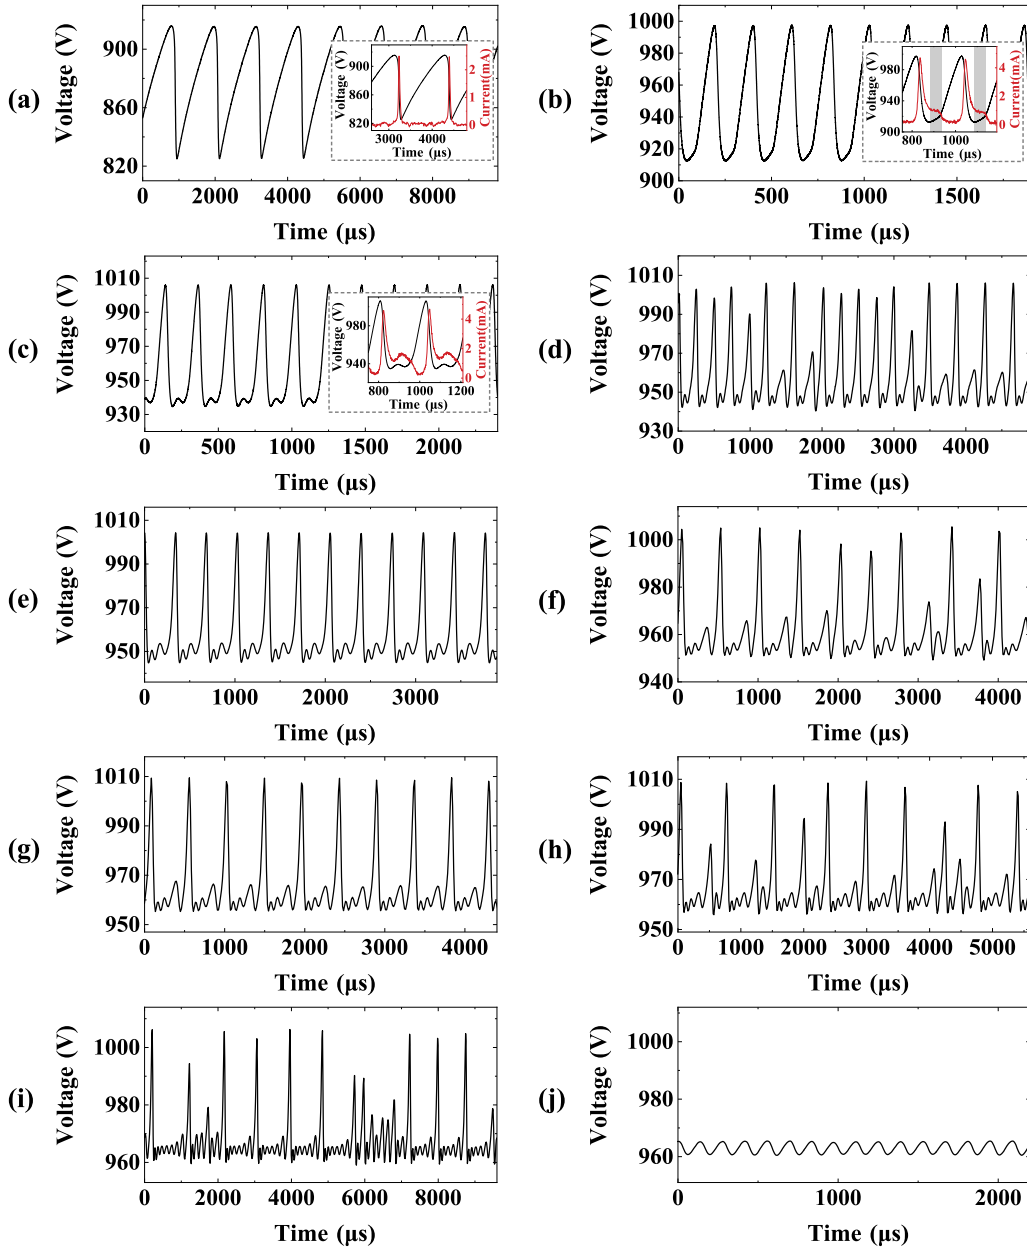 (a)
Voltage (V)
900
860
820
0 2000 4000 6000 8000
Time (μs)
Voltage (V)
900
860
820
3200 4300
Time (μs)
2
1
0
Current(mA)
(b)
Voltage (V)
1000
980
960
940
920
900
0 500 1000 1500
Time (μs)
Voltage (V)
980
940
900
800 1000
Time (μs)
4
2
0
Current(mA)
(c)
Voltage (V)
1010
990
970
950
930
0 500 1000 1500 2000
Time (μs)
Voltage (V)
980
940
800 1000 1200
Time (μs)
4
2
0
Current(mA)
(d)
Voltage (V)
1010
990
970
950
930
0 1000 2000 3000 4000
Time (μs)
(e)
Voltage (V)
1010
990
970
950
0 1000 2000 3000
Time (μs)
(f)
Voltage (V)
1000
980
960
940
0 1000 2000 3000 4000
Time (μs)
(g)
Voltage (V)
1010
990
970
950
0 1000 2000 3000 4000
Time (μs)
(h)
Voltage (V)
1010
990
970
950
0 1000 2000 3000 4000 5000
Time (μs)
(i)
Voltage (V)
1000
980
960
0 2000 4000 6000 8000
Time (μs)
(j)
Voltage (V)
1000
980
960
0 1000 2000
Time (μs)